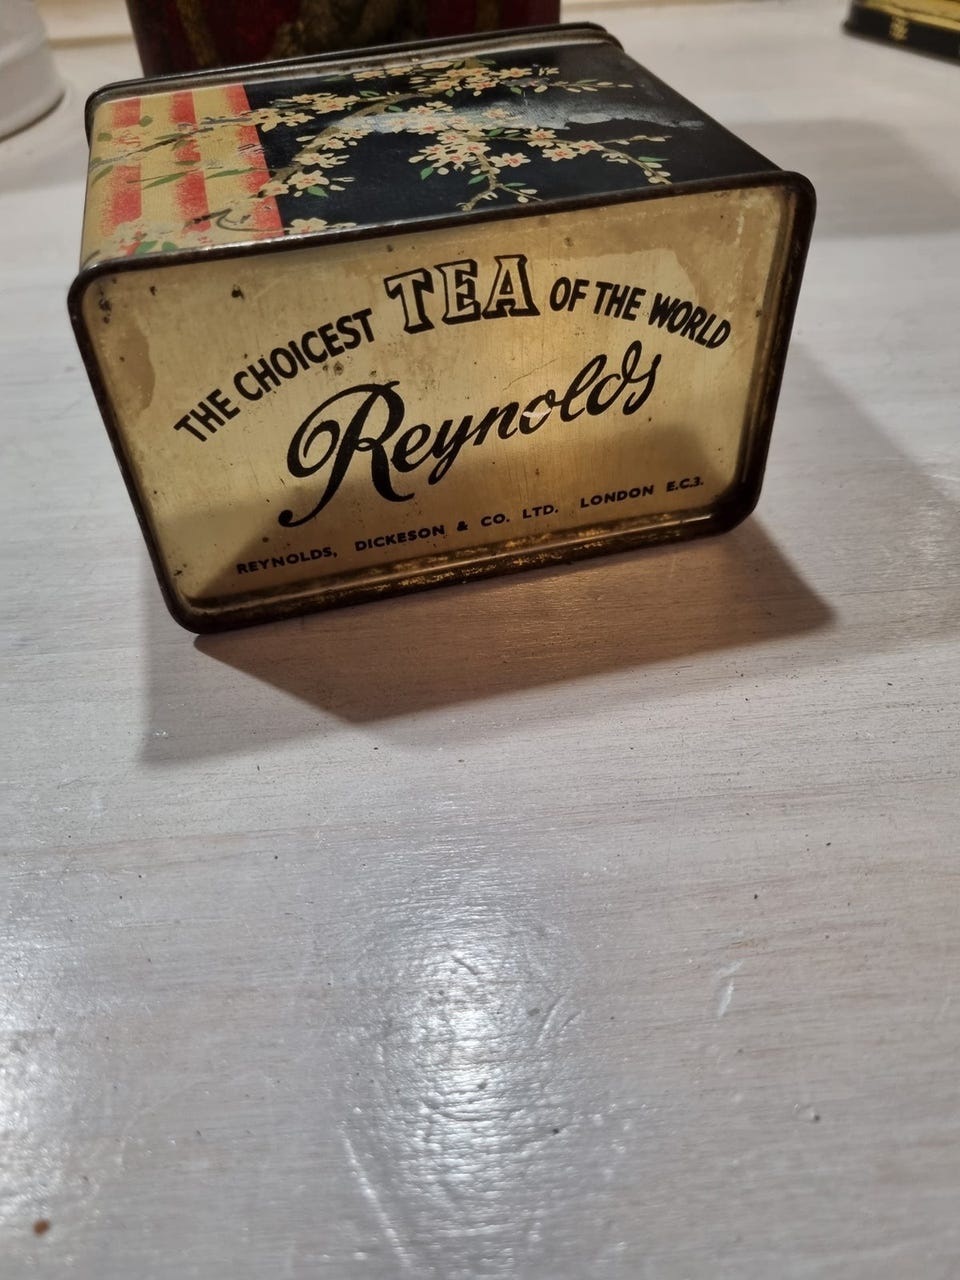 THE CHOICEST TEA OF THE WORLD
Reynolds
REYNOLDS, DICKESON & CO. LTD. LONDON E.C.3.